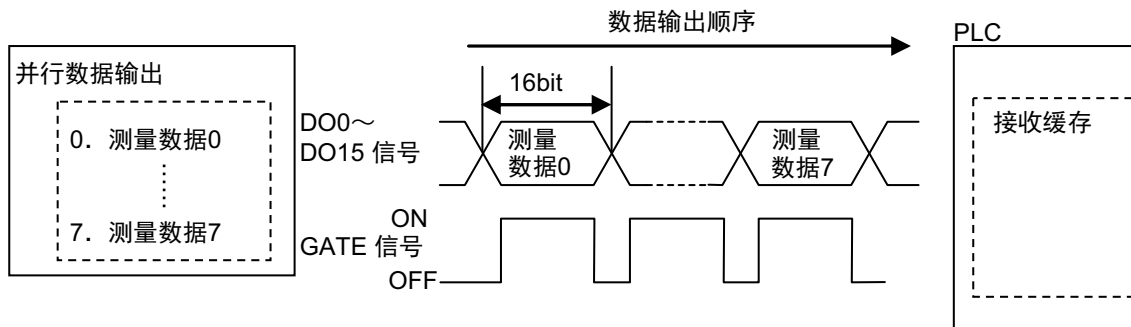 数据输出顺序
PLC
并行数据输出
16bit
0. 测量数据0
7. 测量数据7
DO0～
DO15 信号
测量
数据0
测量
数据7
接收缓存
ON
GATE 信号
OFF